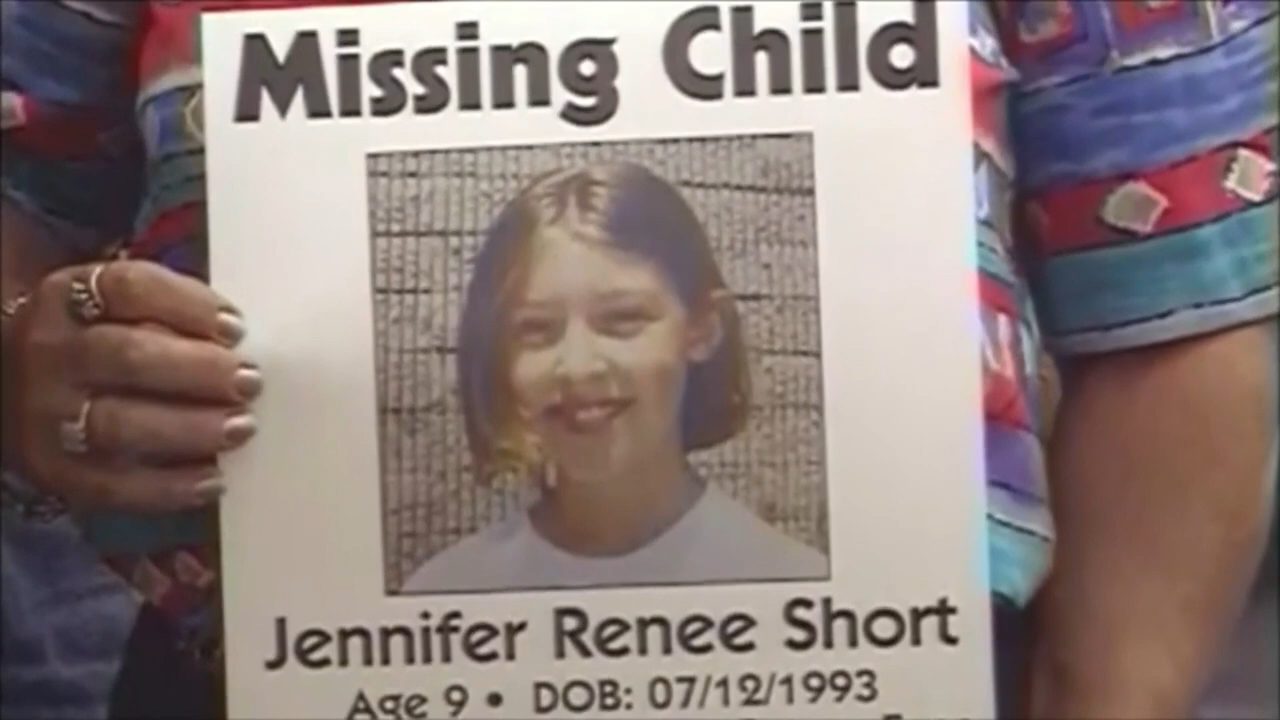 Missing Child
Jennifer Renee Short
Age 9 • DOB: 07/12/1993